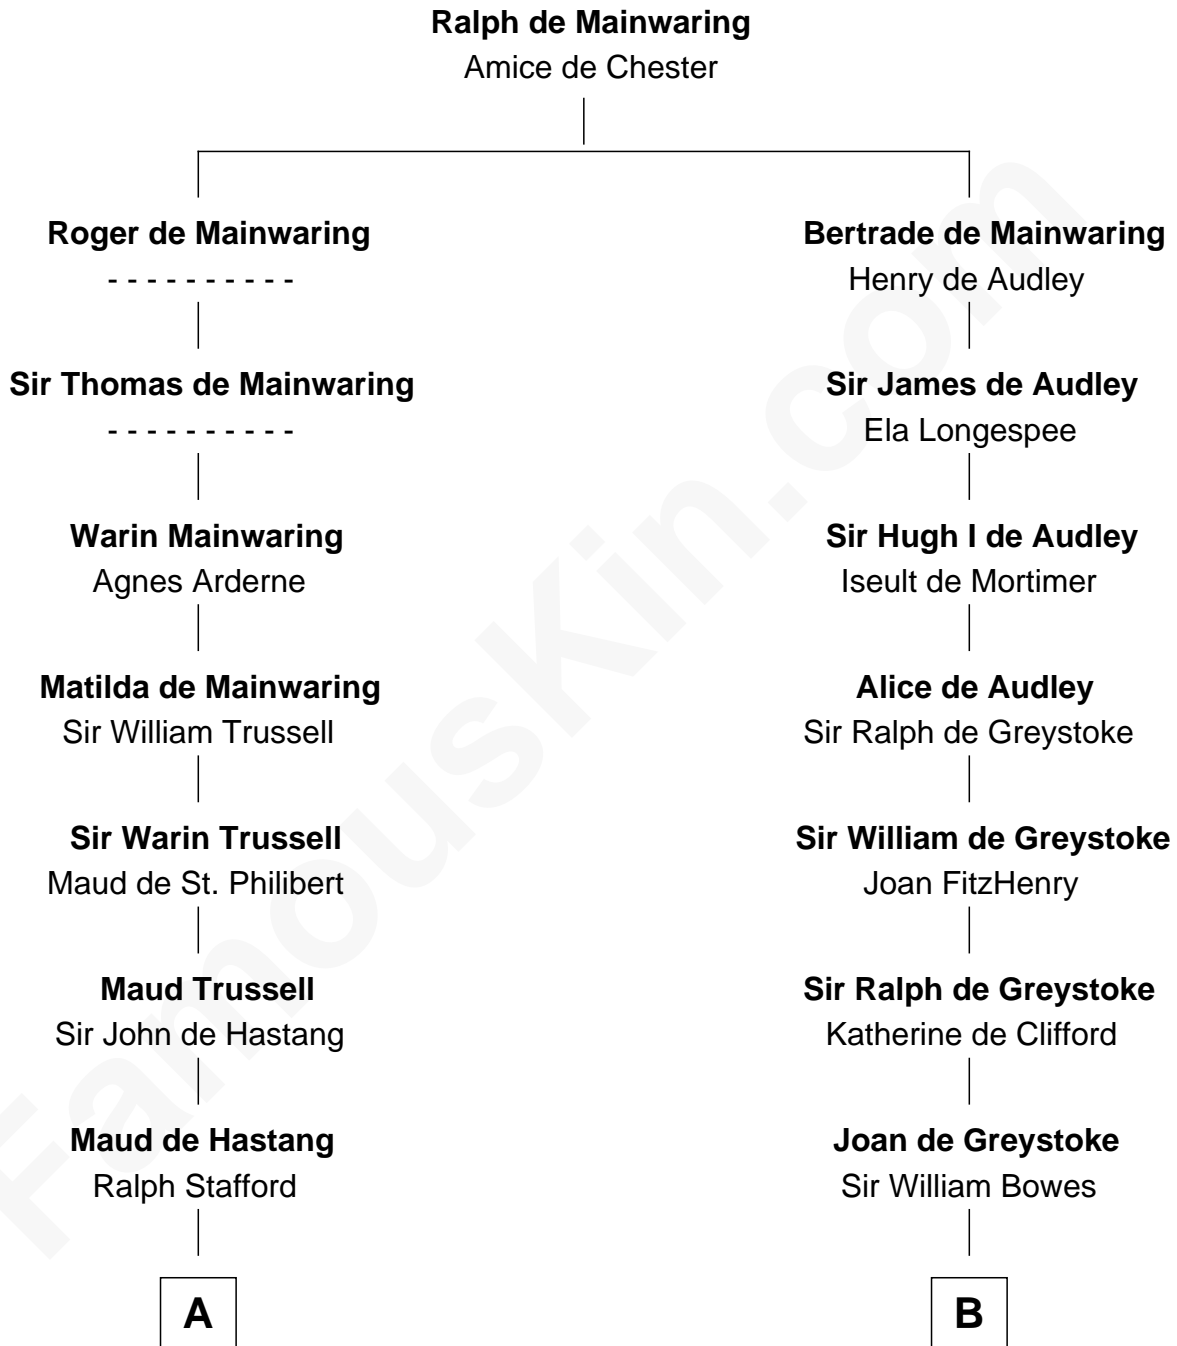 Ralph de Mainwaring
Amice de Chester
Roger de Mainwaring
- - - - - - - - - -
Sir Thomas de Mainwaring
- - - - - - - - - -
Warin Mainwaring
Agnes Arderne
Matilda de Mainwaring
Sir William Trussell
Sir Warin Trussell
Maud de St. Philibert
Maud Trussell
Sir John de Hastang
Maud de Hastang
Ralph Stafford
A
Bertrade de Mainwaring
Henry de Audley
Sir James de Audley
Ela Longespee
Sir Hugh I de Audley
Iseult de Mortimer
Alice de Audley
Sir Ralph de Greystoke
Sir William de Greystoke
Joan FitzHenry
Sir Ralph de Greystoke
Katherine de Clifford
Joan de Greystoke
Sir William Bowes
B
FamousKin.com